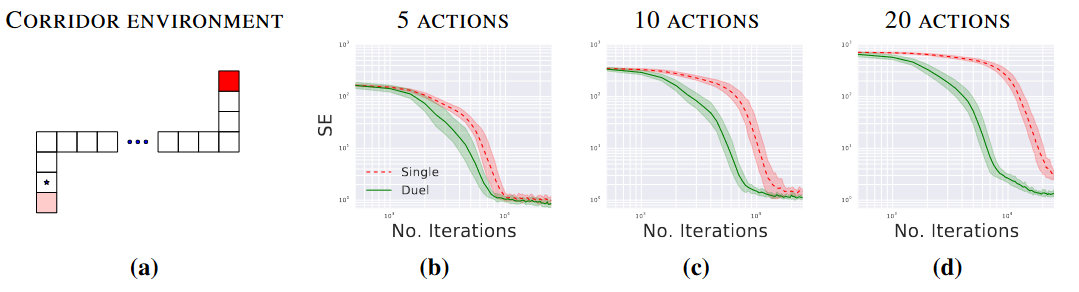 CORRIDOR ENVIRONMENT
5 ACTIONS
10 ACTIONS
20 ACTIONS
SE
Single
Duel
No. Iterations
No. Iterations
No. Iterations
(a)
(b)
(c)
(d)